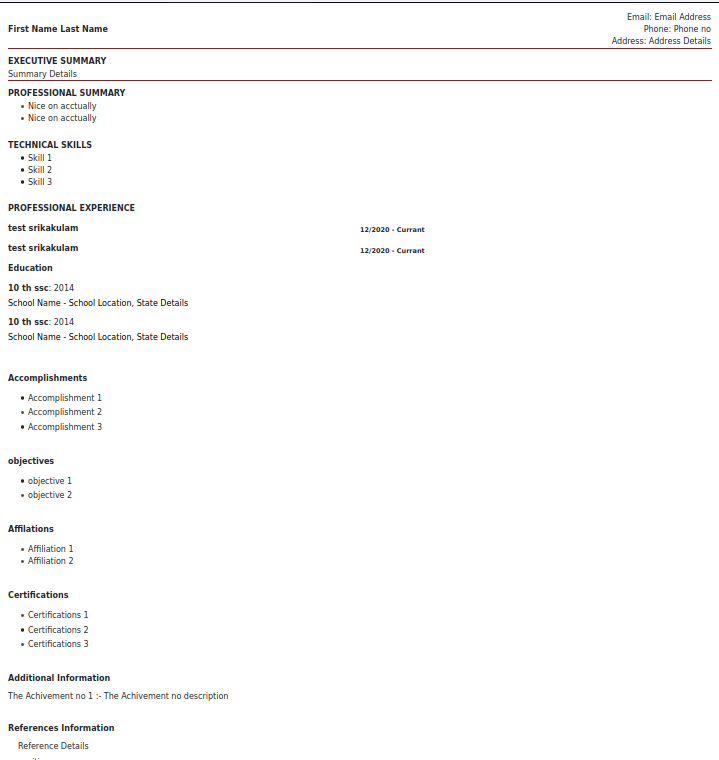 Email: Email Address
First Name Last Name
Phone: Phone no
Address: Address Details
EXECUTIVE SUMMARY
Summary Details
PROFESSIONAL SUMMARY
• Nice on acctually
• Nice on acctually
TECHNICAL SKILLS
• Skill 1
• Skill 2
• Skill 3
PROFESSIONAL EXPERIENCE
test srikakulam 12/2020 - Currant
test srikakulam 12/2020 - Currant
Education
10 th ssc: 2014
School Name - School Location, State Details
10 th ssc: 2014
School Name - School Location, State Details
Accomplishments
• Accomplishment 1
• Accomplishment 2
• Accomplishment 3
objectives
• objective 1
• objective 2
Affilations
• Affiliation 1
• Affiliation 2
Certifications
• Certifications 1
• Certifications 2
• Certifications 3
Additional Information
The Achivement no 1 :- The Achivement no description
References Information
Reference Details